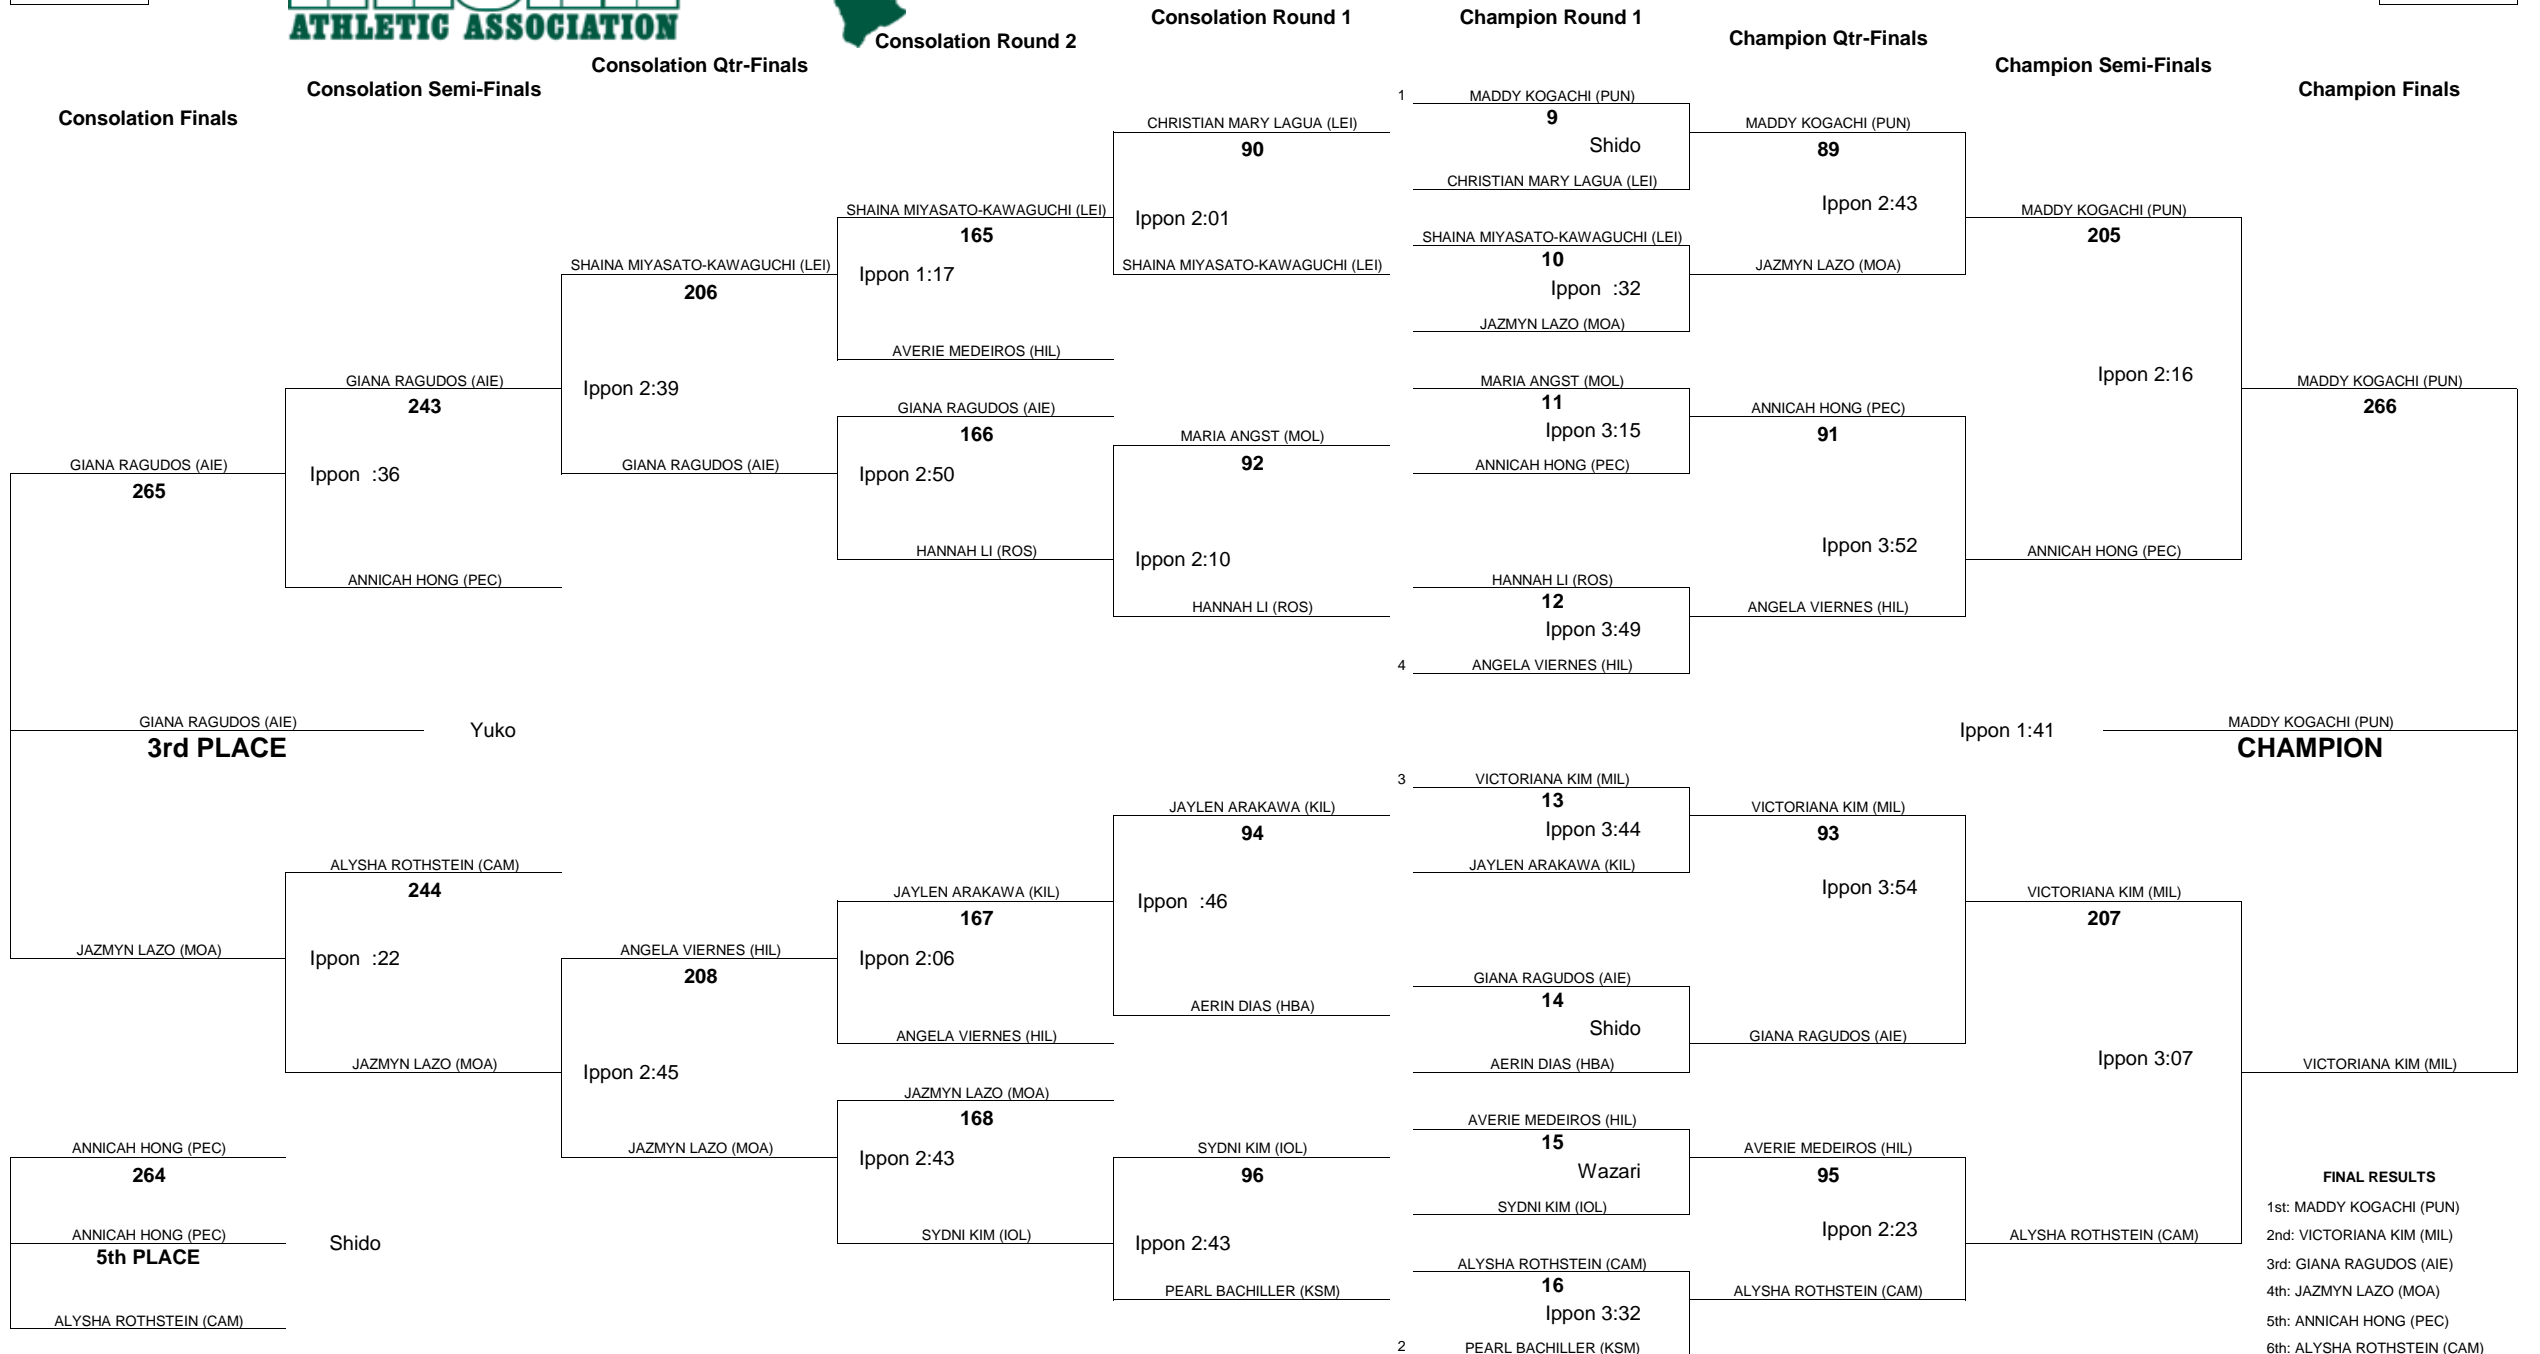 ATHLETIC ASSOCIATION
Consolation Finals
Consolation Semi-Finals
Consolation Qtr-Finals
Consolation Round 2
Consolation Round 1
Champion Round 1
Champion Qtr-Finals
Champion Semi-Finals
Champion Finals
1 MADDY KOGACHI (PUN)
9
Shido
CHRISTIAN MARY LAGUA (LEI)
SHAINA MIYASATO-KAWAGUCHI (LEI)
10
Ippon :32
JAZMYN LAZO (MOA)
MARIA ANGST (MOL)
11
Ippon 3:15
ANNICAH HONG (PEC)
HANNAH LI (ROS)
12
Ippon 3:49
4 ANGELA VIERNES (HIL)
3 VICTORIANA KIM (MIL)
13
Ippon 3:44
JAYLEN ARAKAWA (KIL)
GIANA RAGUDOS (AIE)
14
Shido
AERIN DIAS (HBA)
AVERIE MEDEIROS (HIL)
15
Wazari
SYDNI KIM (IOL)
ALYSHA ROTHSTEIN (CAM)
16
Ippon 3:32
2 PEARL BACHILLER (KSM)
MADDY KOGACHI (PUN)
89
Ippon 2:43
JAZMYN LAZO (MOA)
ANNICAH HONG (PEC)
91
Ippon 3:52
ANGELA VIERNES (HIL)
VICTORIANA KIM (MIL)
93
Ippon 3:54
GIANA RAGUDOS (AIE)
AVERIE MEDEIROS (HIL)
95
Ippon 2:23
ALYSHA ROTHSTEIN (CAM)
MADDY KOGACHI (PUN)
205
Ippon 2:16
ANNICAH HONG (PEC)
VICTORIANA KIM (MIL)
207
Ippon 3:07
ALYSHA ROTHSTEIN (CAM)
MADDY KOGACHI (PUN)
266
Ippon 1:41
MADDY KOGACHI (PUN)
CHAMPION
VICTORIANA KIM (MIL)
CHRISTIAN MARY LAGUA (LEI)
90
Ippon 2:01
SHAINA MIYASATO-KAWAGUCHI (LEI)
MARIA ANGST (MOL)
92
Ippon 2:10
HANNAH LI (ROS)
JAYLEN ARAKAWA (KIL)
94
Ippon :46
AERIN DIAS (HBA)
SYDNI KIM (IOL)
96
Ippon 2:43
PEARL BACHILLER (KSM)
SHAINA MIYASATO-KAWAGUCHI (LEI)
165
Ippon 1:17
AVERIE MEDEIROS (HIL)
GIANA RAGUDOS (AIE)
166
Ippon 2:50
HANNAH LI (ROS)
JAYLEN ARAKAWA (KIL)
167
Ippon 2:06
ANGELA VIERNES (HIL)
JAZMYN LAZO (MOA)
168
Ippon 2:43
SYDNI KIM (IOL)
SHAINA MIYASATO-KAWAGUCHI (LEI)
206
Ippon 2:39
GIANA RAGUDOS (AIE)
ANGELA VIERNES (HIL)
208
Ippon 2:45
JAZMYN LAZO (MOA)
GIANA RAGUDOS (AIE)
243
Ippon :36
ANNICAH HONG (PEC)
ALYSHA ROTHSTEIN (CAM)
244
Ippon :22
JAZMYN LAZO (MOA)
GIANA RAGUDOS (AIE)
265
GIANA RAGUDOS (AIE)
3rd PLACE
Yuko
JAZMYN LAZO (MOA)
ANNICAH HONG (PEC)
264
ANNICAH HONG (PEC)
5th PLACE
Shido
ALYSHA ROTHSTEIN (CAM)
FINAL RESULTS
1st: MADDY KOGACHI (PUN)
2nd: VICTORIANA KIM (MIL)
3rd: GIANA RAGUDOS (AIE)
4th: JAZMYN LAZO (MOA)
5th: ANNICAH HONG (PEC)
6th: ALYSHA ROTHSTEIN (CAM)